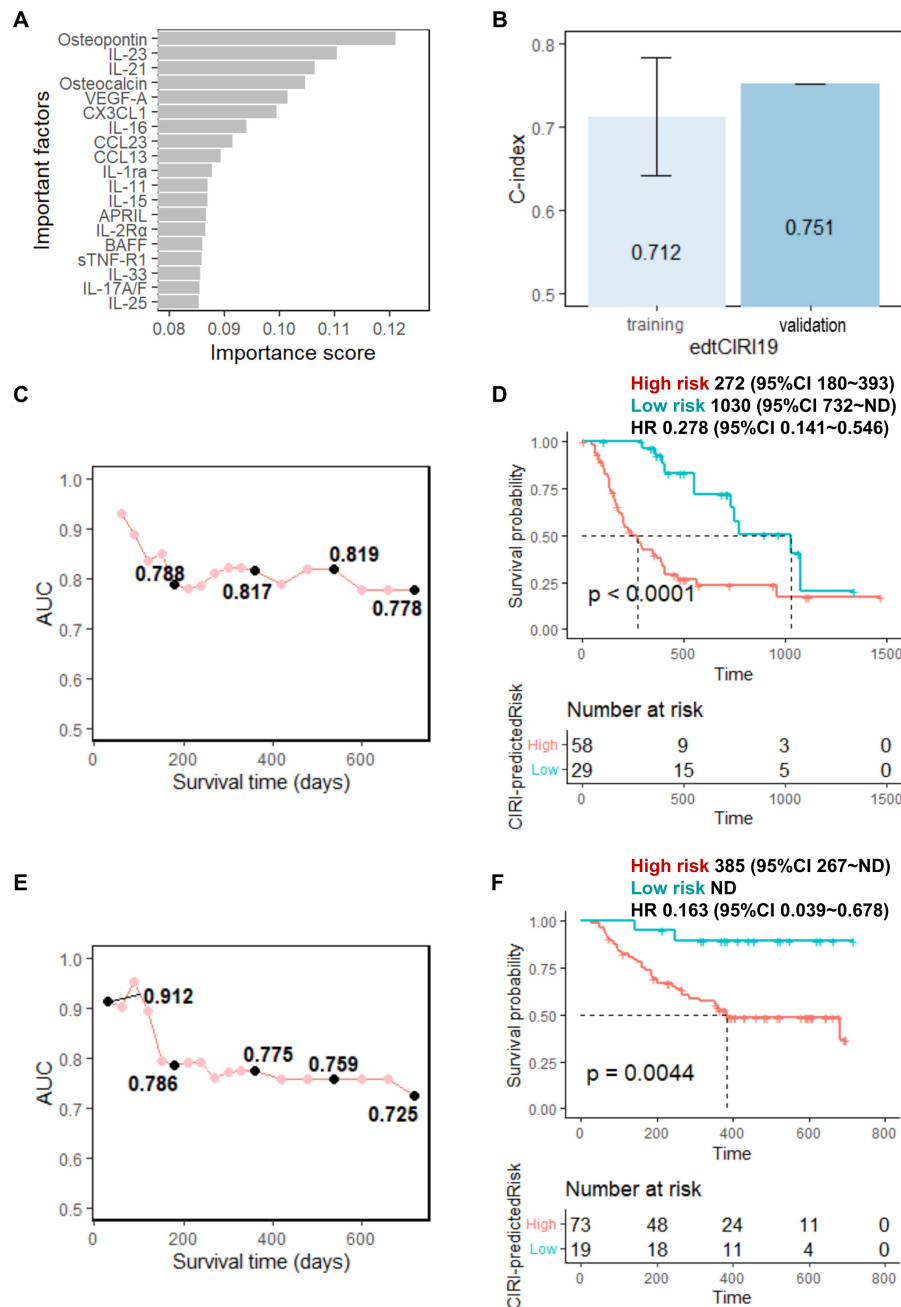 A
Important factors
Osteopontin
IL-23
IL-21
Osteocalcin
VEGF-A
CX3CL1
IL-16
CCL23
CCL13
IL-1ra
IL-11
IL-15
APRIL
IL-2Rα
BAFF
sTNF-R1
IL-33
IL-17A/F
IL-25
0.08 0.09 0.10 0.11 0.12
Importance score
B
C-index
0.8
0.7
0.6
0.5
0.712
0.751
training validation
edtCIRI19
C
AUC
1.0
0.9
0.8
0.7
0.6
0.5
0.788
0.817
0.819
0.778
0 200 400 600
Survival time (days)
D
High risk 272 (95%CI 180~393)
Low risk 1030 (95%CI 732~ND)
HR 0.278 (95%CI 0.141~0.546)
Survival probability
1.00
0.75
0.50
0.25
0.00
p < 0.0001
0 500 1000 1500
Time
Number at risk
CIRI-predictedRisk
High 58 9 3 0
Low 29 15 5 0
0 500 1000 1500
Time
E
AUC
1.0
0.9
0.8
0.7
0.6
0.5
0.912
0.786
0.775
0.759
0.725
0 200 400 600
Survival time (days)
F
High risk 385 (95%CI 267~ND)
Low risk ND
HR 0.163 (95%CI 0.039~0.678)
Survival probability
1.00
0.75
0.50
0.25
0.00
p = 0.0044
0 200 400 600 800
Time
Number at risk
CIRI-predictedRisk
High 73 48 24 11 0
Low 19 18 11 4 0
0 200 400 600 800
Time